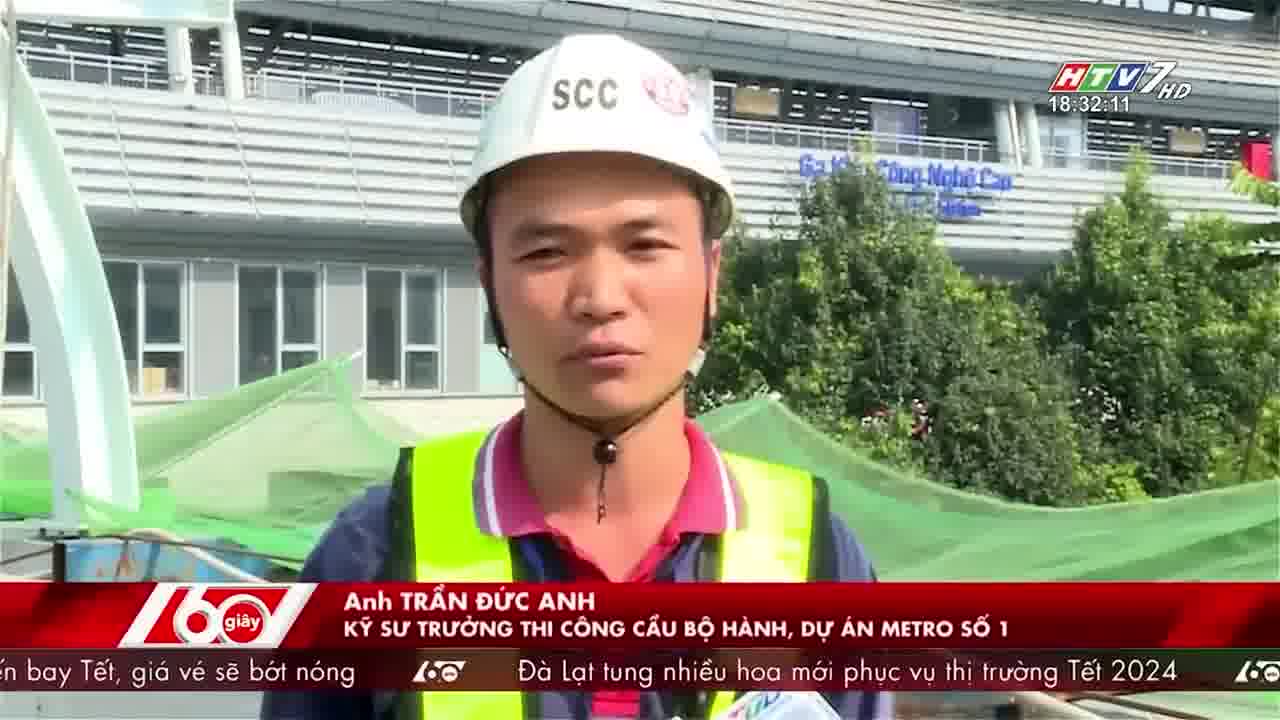 SCC
HTV7 HD
18:32:11
Công Nghệ Cao
60 giây
Anh TRẦN ĐỨC ANH
KỸ SƯ TRƯỞNG THI CÔNG CẦU BỘ HÀNH, DỰ ÁN METRO SỐ 1
bay Tết, giá vé sẽ bớt nóng
60 giây
Đà Lạt tung nhiều hoa mới phục vụ thị trường Tết 2024